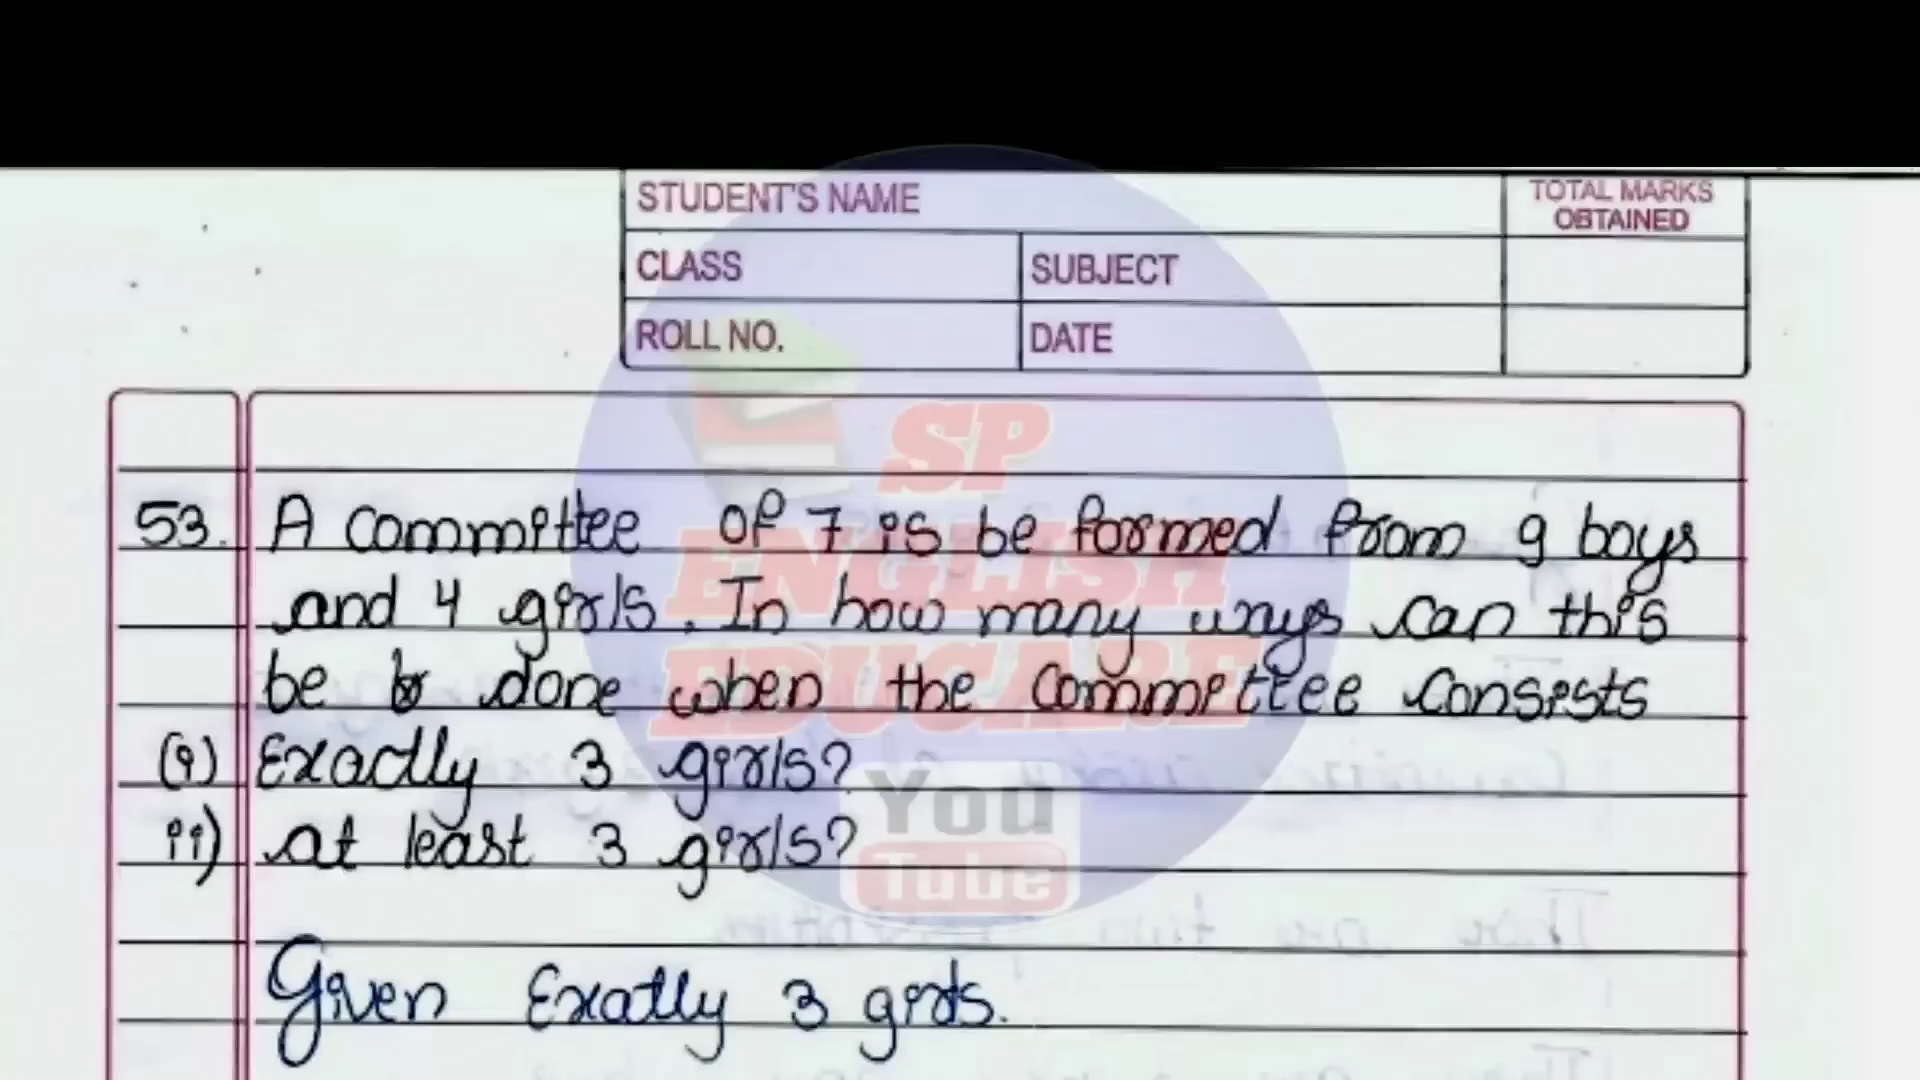 STUDENT'S NAME
TOTAL MARKS OBTAINED
CLASS
SUBJECT
ROLL NO.
DATE
SP
ENGLISH
EDUCARE
You
Tube
53. A committee of 7 is be formed from 9 boys
and 4 girls. In how many ways can this
be done when the committee consists
(i) Exactly 3 girls?
ii) at least 3 girls?
Given Exatly 3 girls.